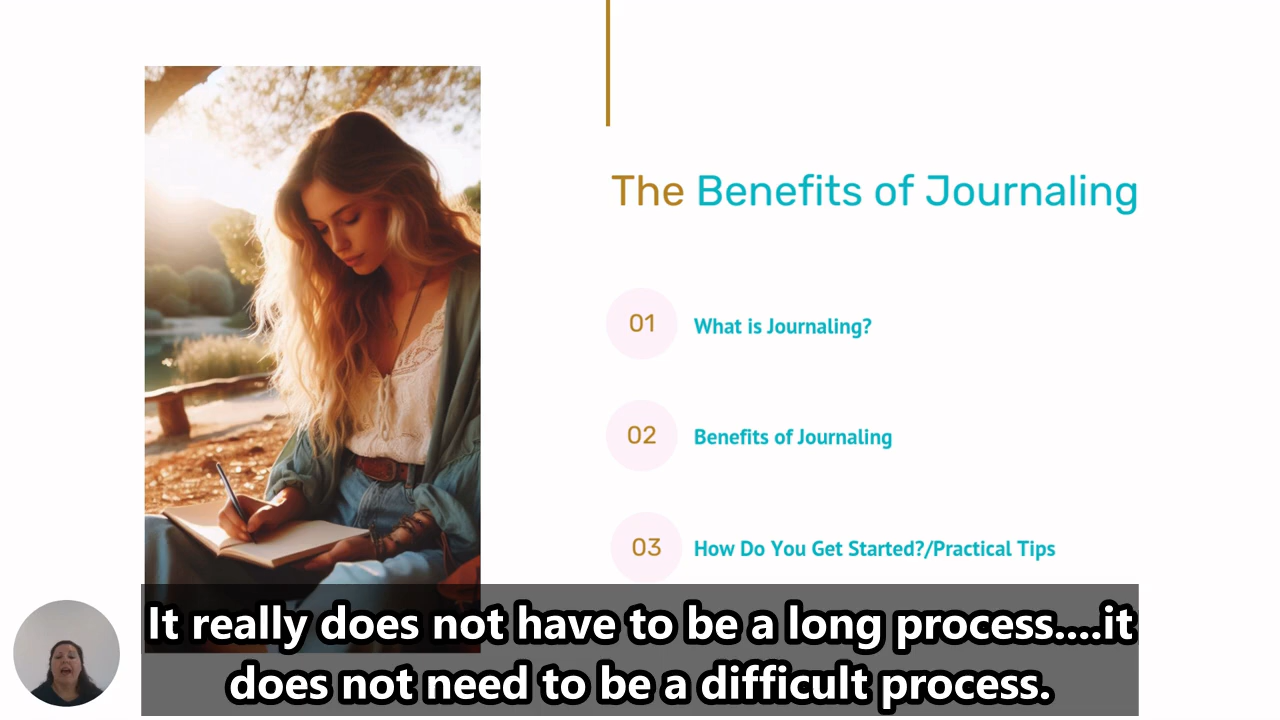 The Benefits of Journaling
01
What is Journaling?
02
Benefits of Journaling
03
How Do You Get Started?/Practical Tips
It really does not have to be a long process....it
does not need to be a difficult process.